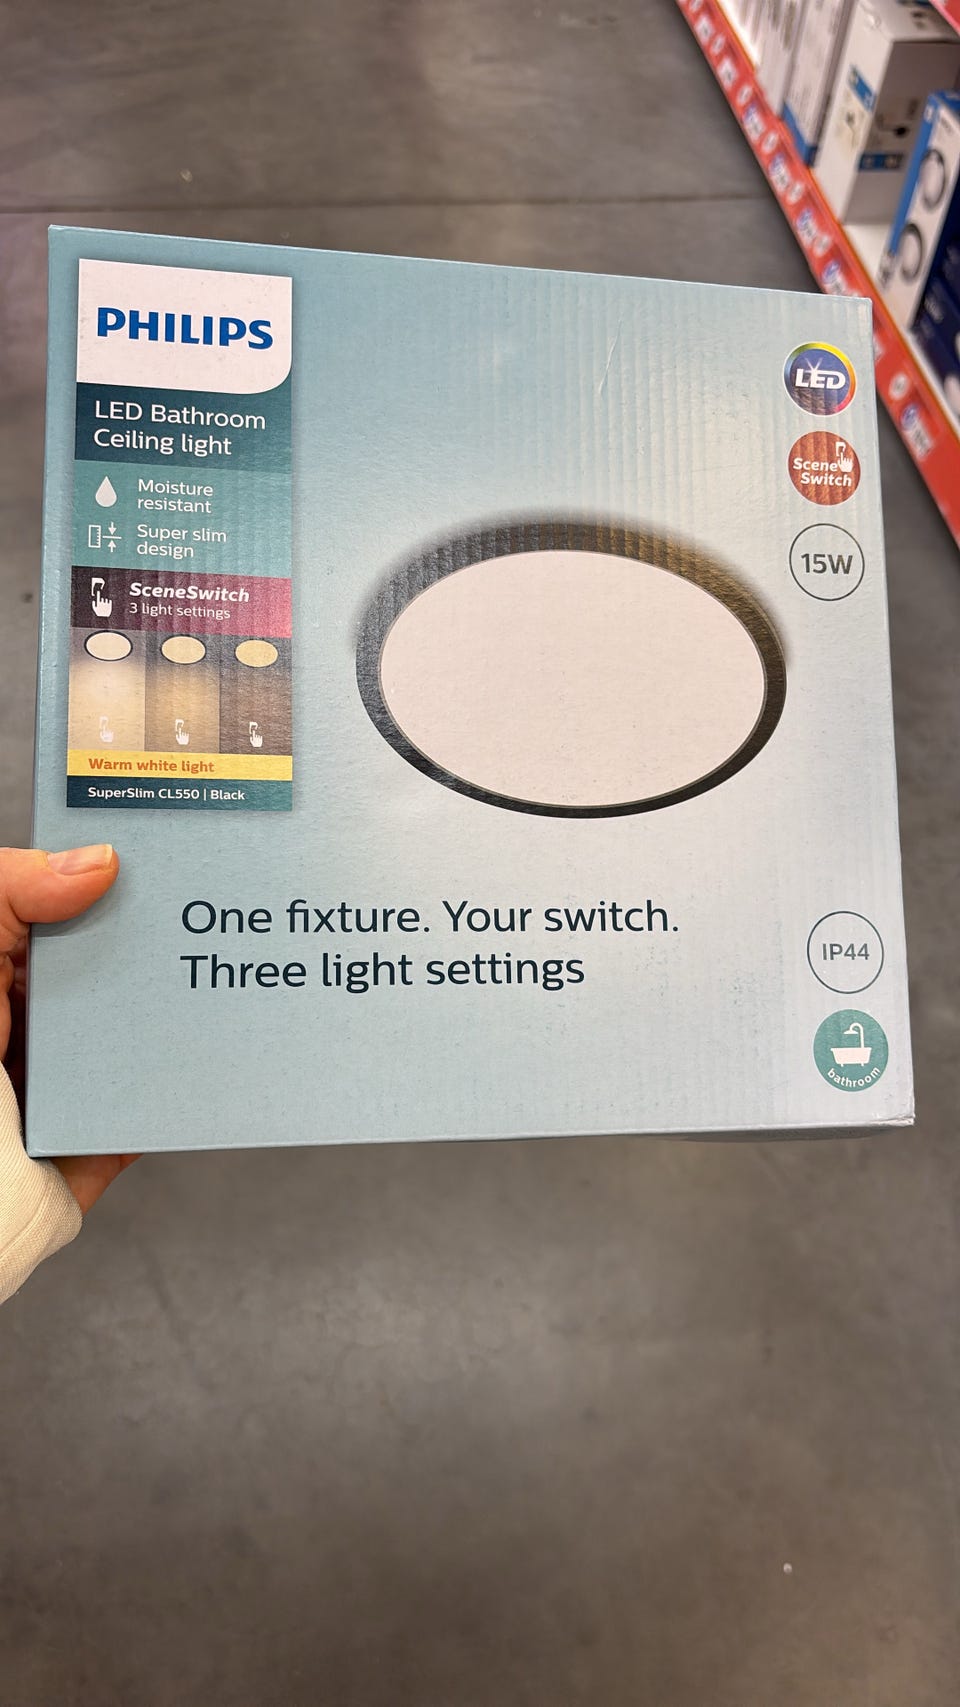 PHILIPS
LED Bathroom
Ceiling light
Moisture
resistant
Super slim
design
SceneSwitch
3 light settings
Warm white light
SuperSlim CL550 | Black
LED
Scene
Switch
15W
One fixture. Your switch.
Three light settings
IP44
bathroom